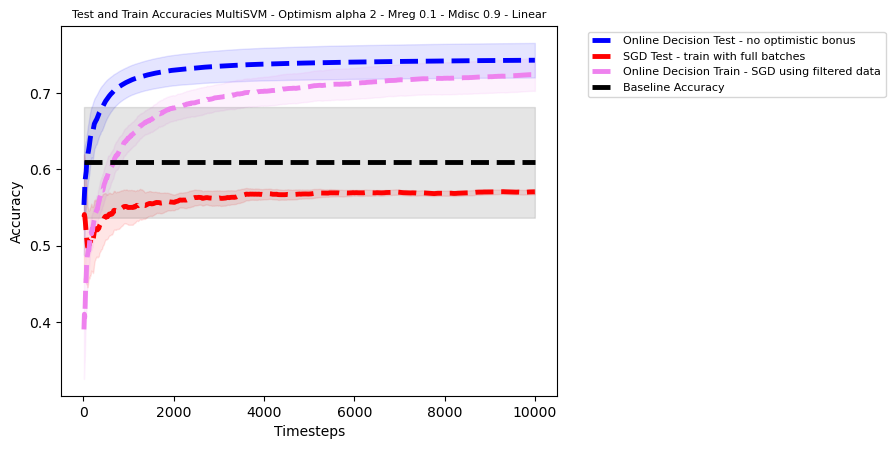 Test and Train Accuracies MultiSVM - Optimism alpha 2 - Mreg 0.1 - Mdisc 0.9 - Linear
Online Decision Test - no optimistic bonus
SGD Test - train with full batches
Online Decision Train - SGD using filtered data
Baseline Accuracy
Accuracy
0.7
0.6
0.5
0.4
0
2000
4000
6000
8000
10000
Timesteps